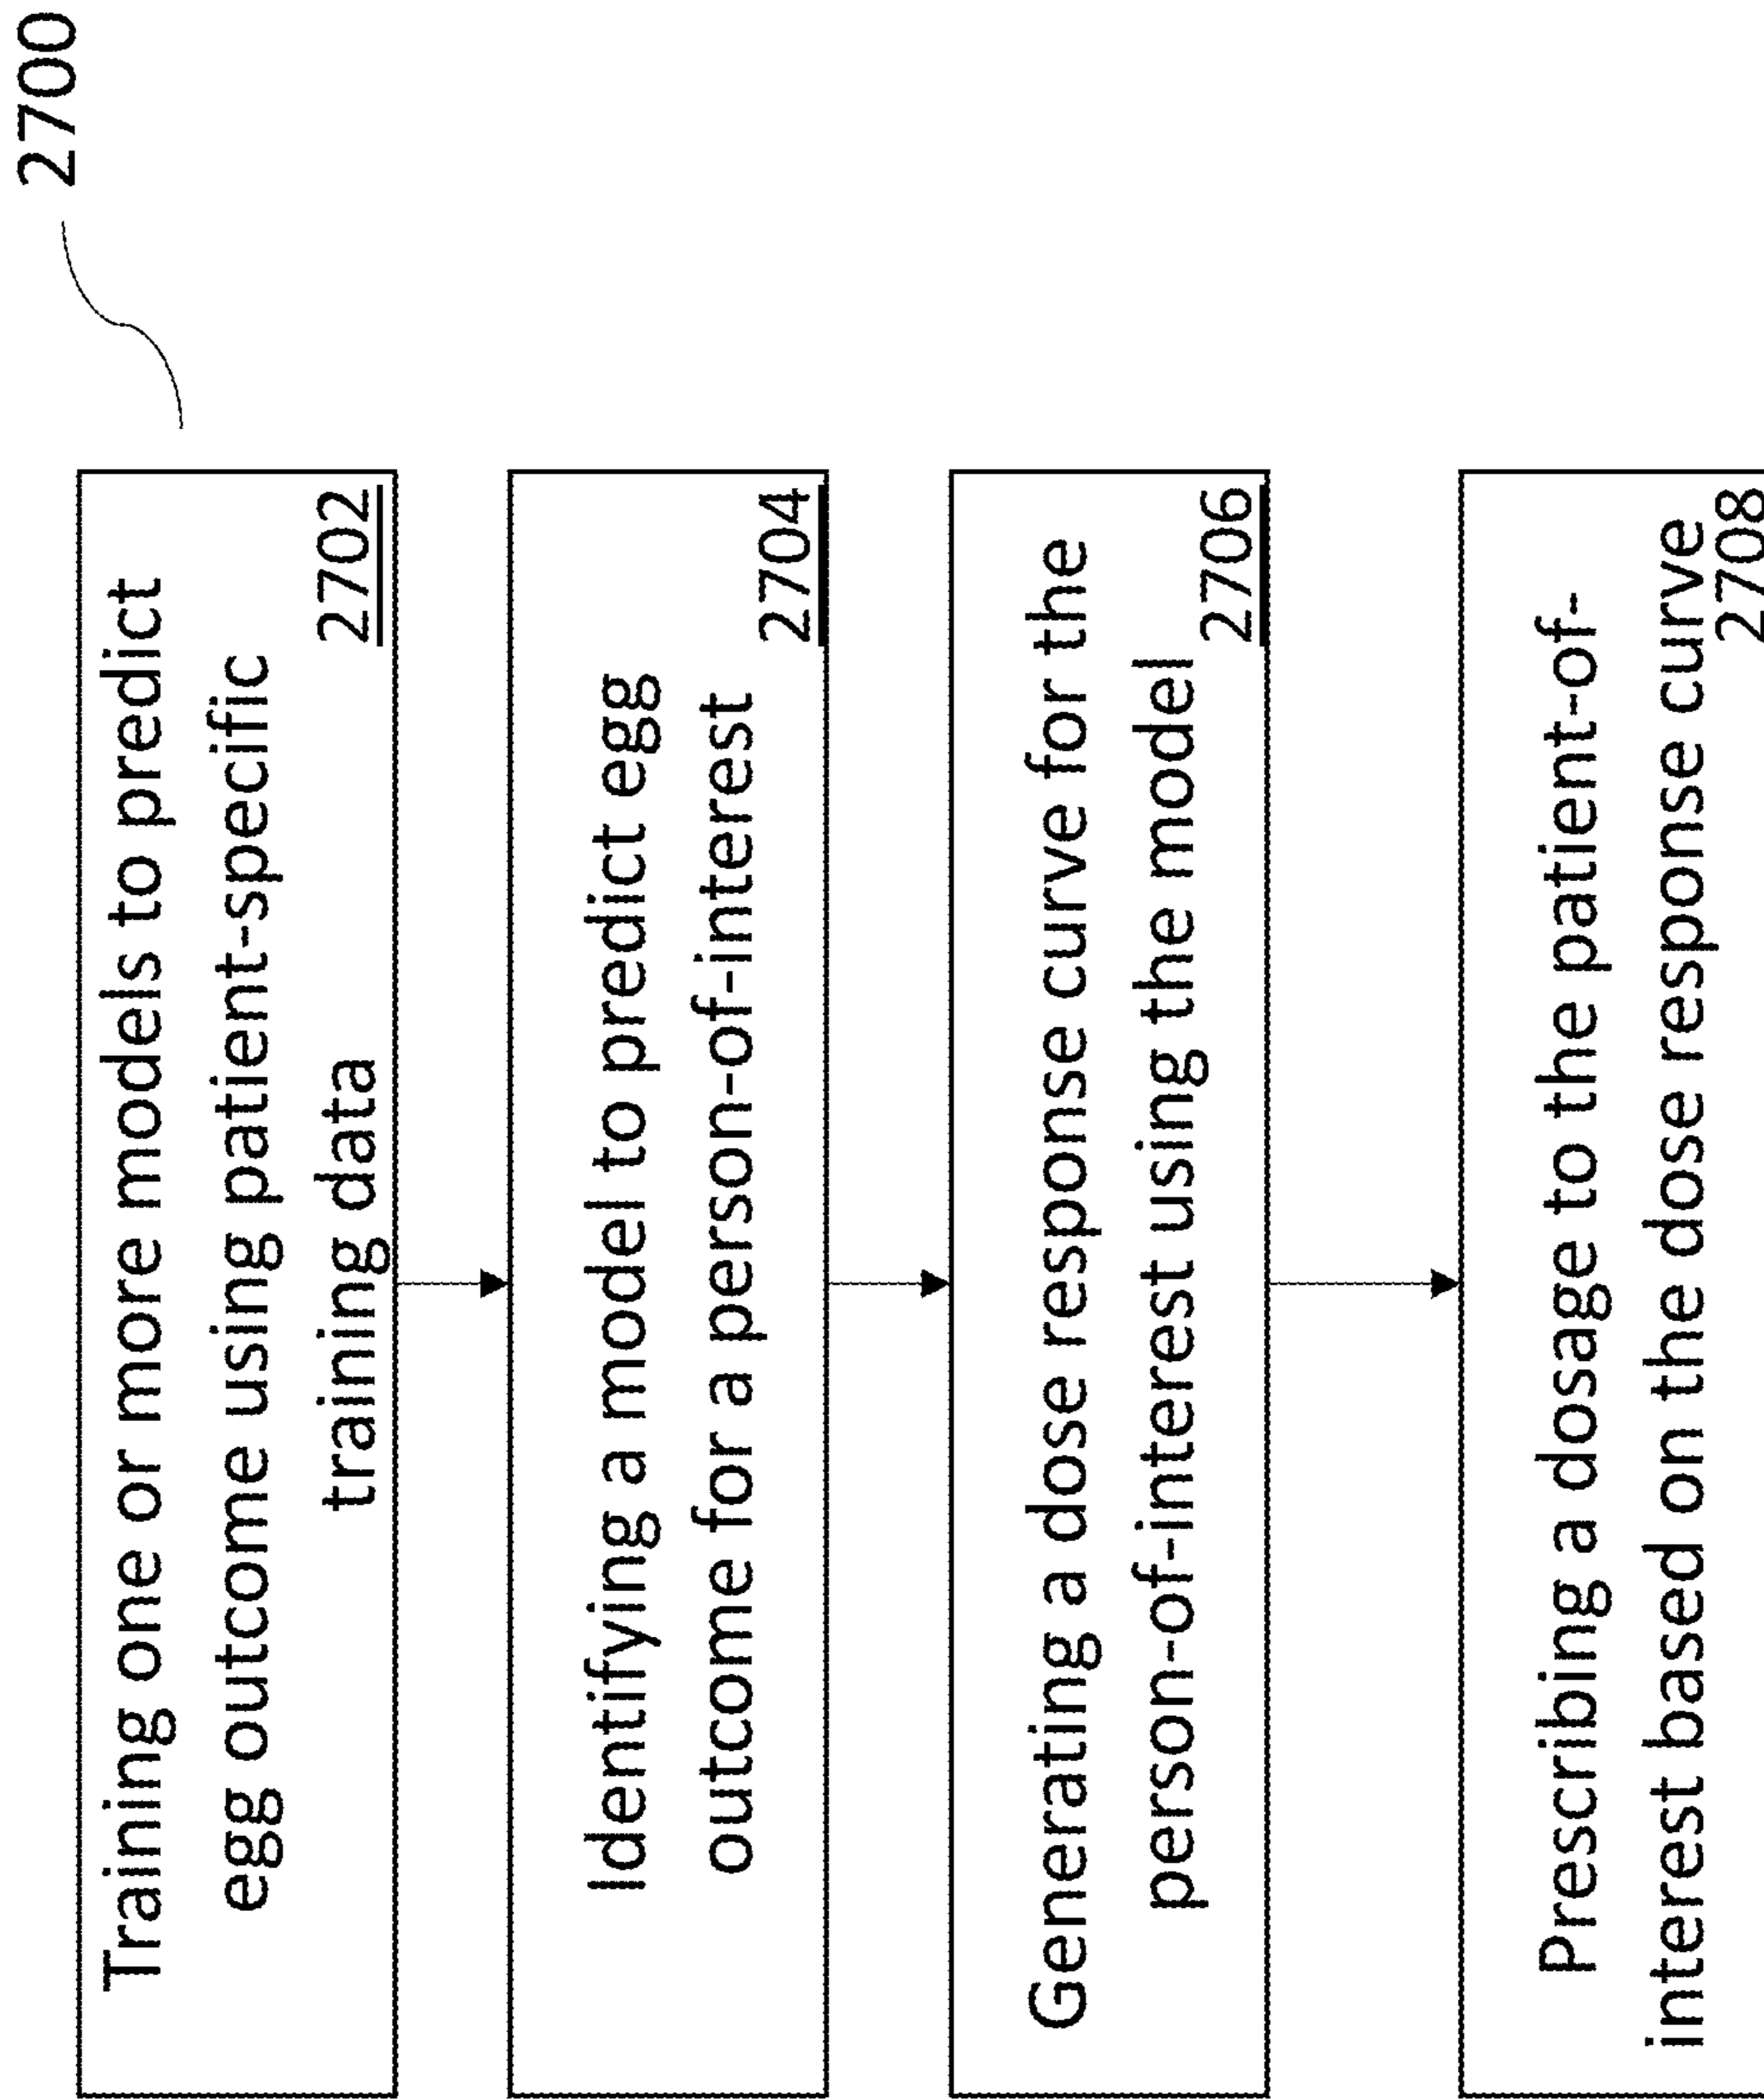 2700
Training one or more models to predict
egg outcome using patient-specific
training data
2702
Identifying a model to predict egg
outcome for a person-of-interest
2704
Generating a dose response curve for the
person-of-interest using the model
2706
Prescribing a dosage to the patient-of-
interest based on the dose response curve
2708